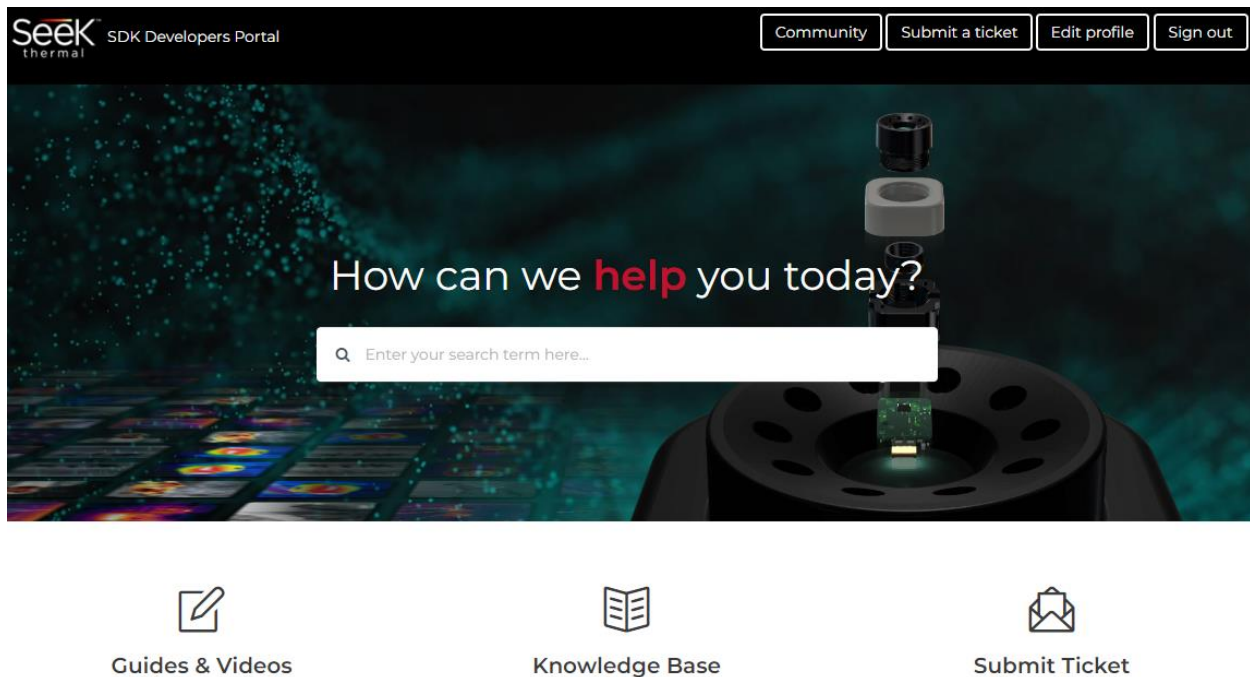 Seek thermal
SDK Developers Portal
Community
Submit a ticket
Edit profile
Sign out
How can we help you today?
Enter your search term here...
Guides & Videos
Knowledge Base
Submit Ticket